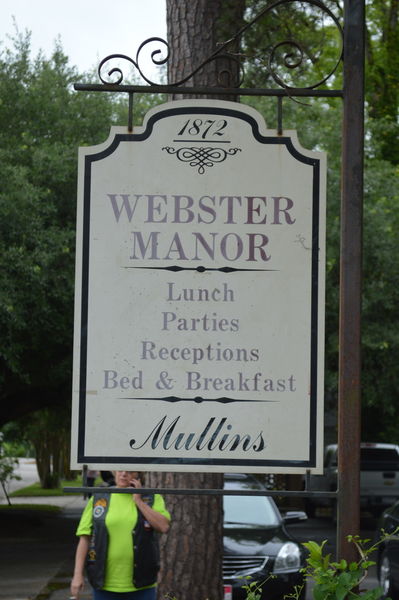 1872
WEBSTER
MANOR
Lunch
Parties
Receptions
Bed & Breakfast
Mullins